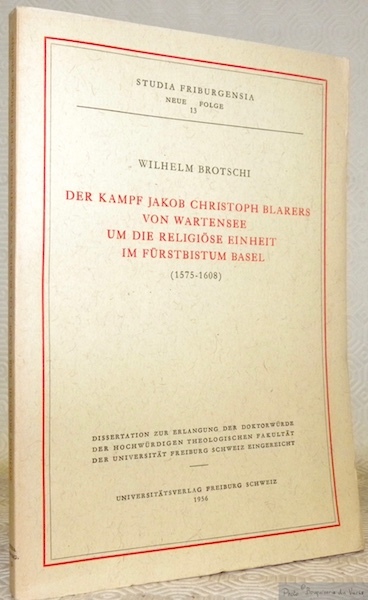 STUDIA FRIBURGENSIA
NEUE FOLGE
13
WILHELM BROTSCHI
DER KAMPF JAKOB CHRISTOPH BLARERS
VON WARTENSEE
UM DIE RELIGIÖSE EINHEIT
IM FÜRSTBISTUM BASEL
(1575-1608)
DISSERTATION ZUR ERLANGUNG DER DOKTORWÜRDE
DER HOCHWÜRDIGEN THEOLOGISCHEN FAKULTÄT
DER UNIVERSITÄT FREIBURG SCHWEIZ EINGEREICHT
UNIVERSITÄTSVERLAG FREIBURG SCHWEIZ
1956